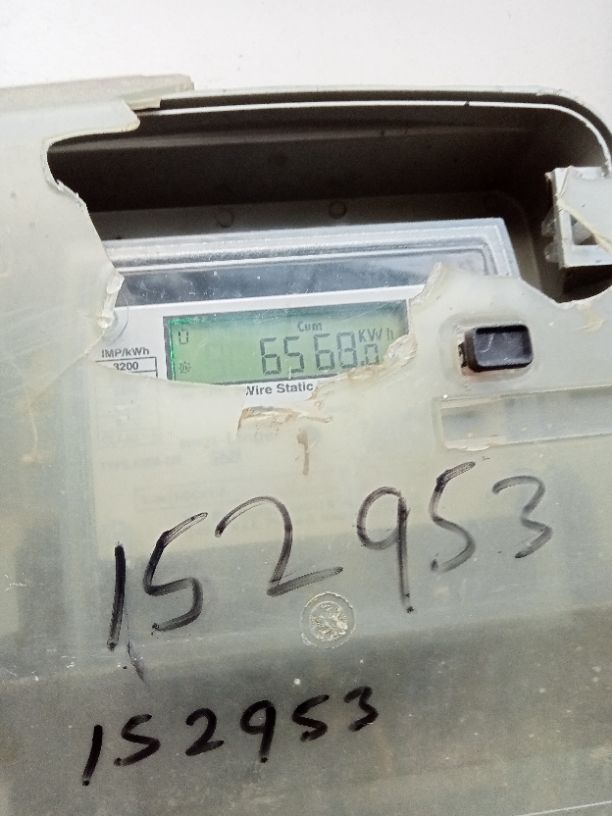 Cum
6568.0 KWh
IMP/kWh
3200
Wire Static
152953
152953